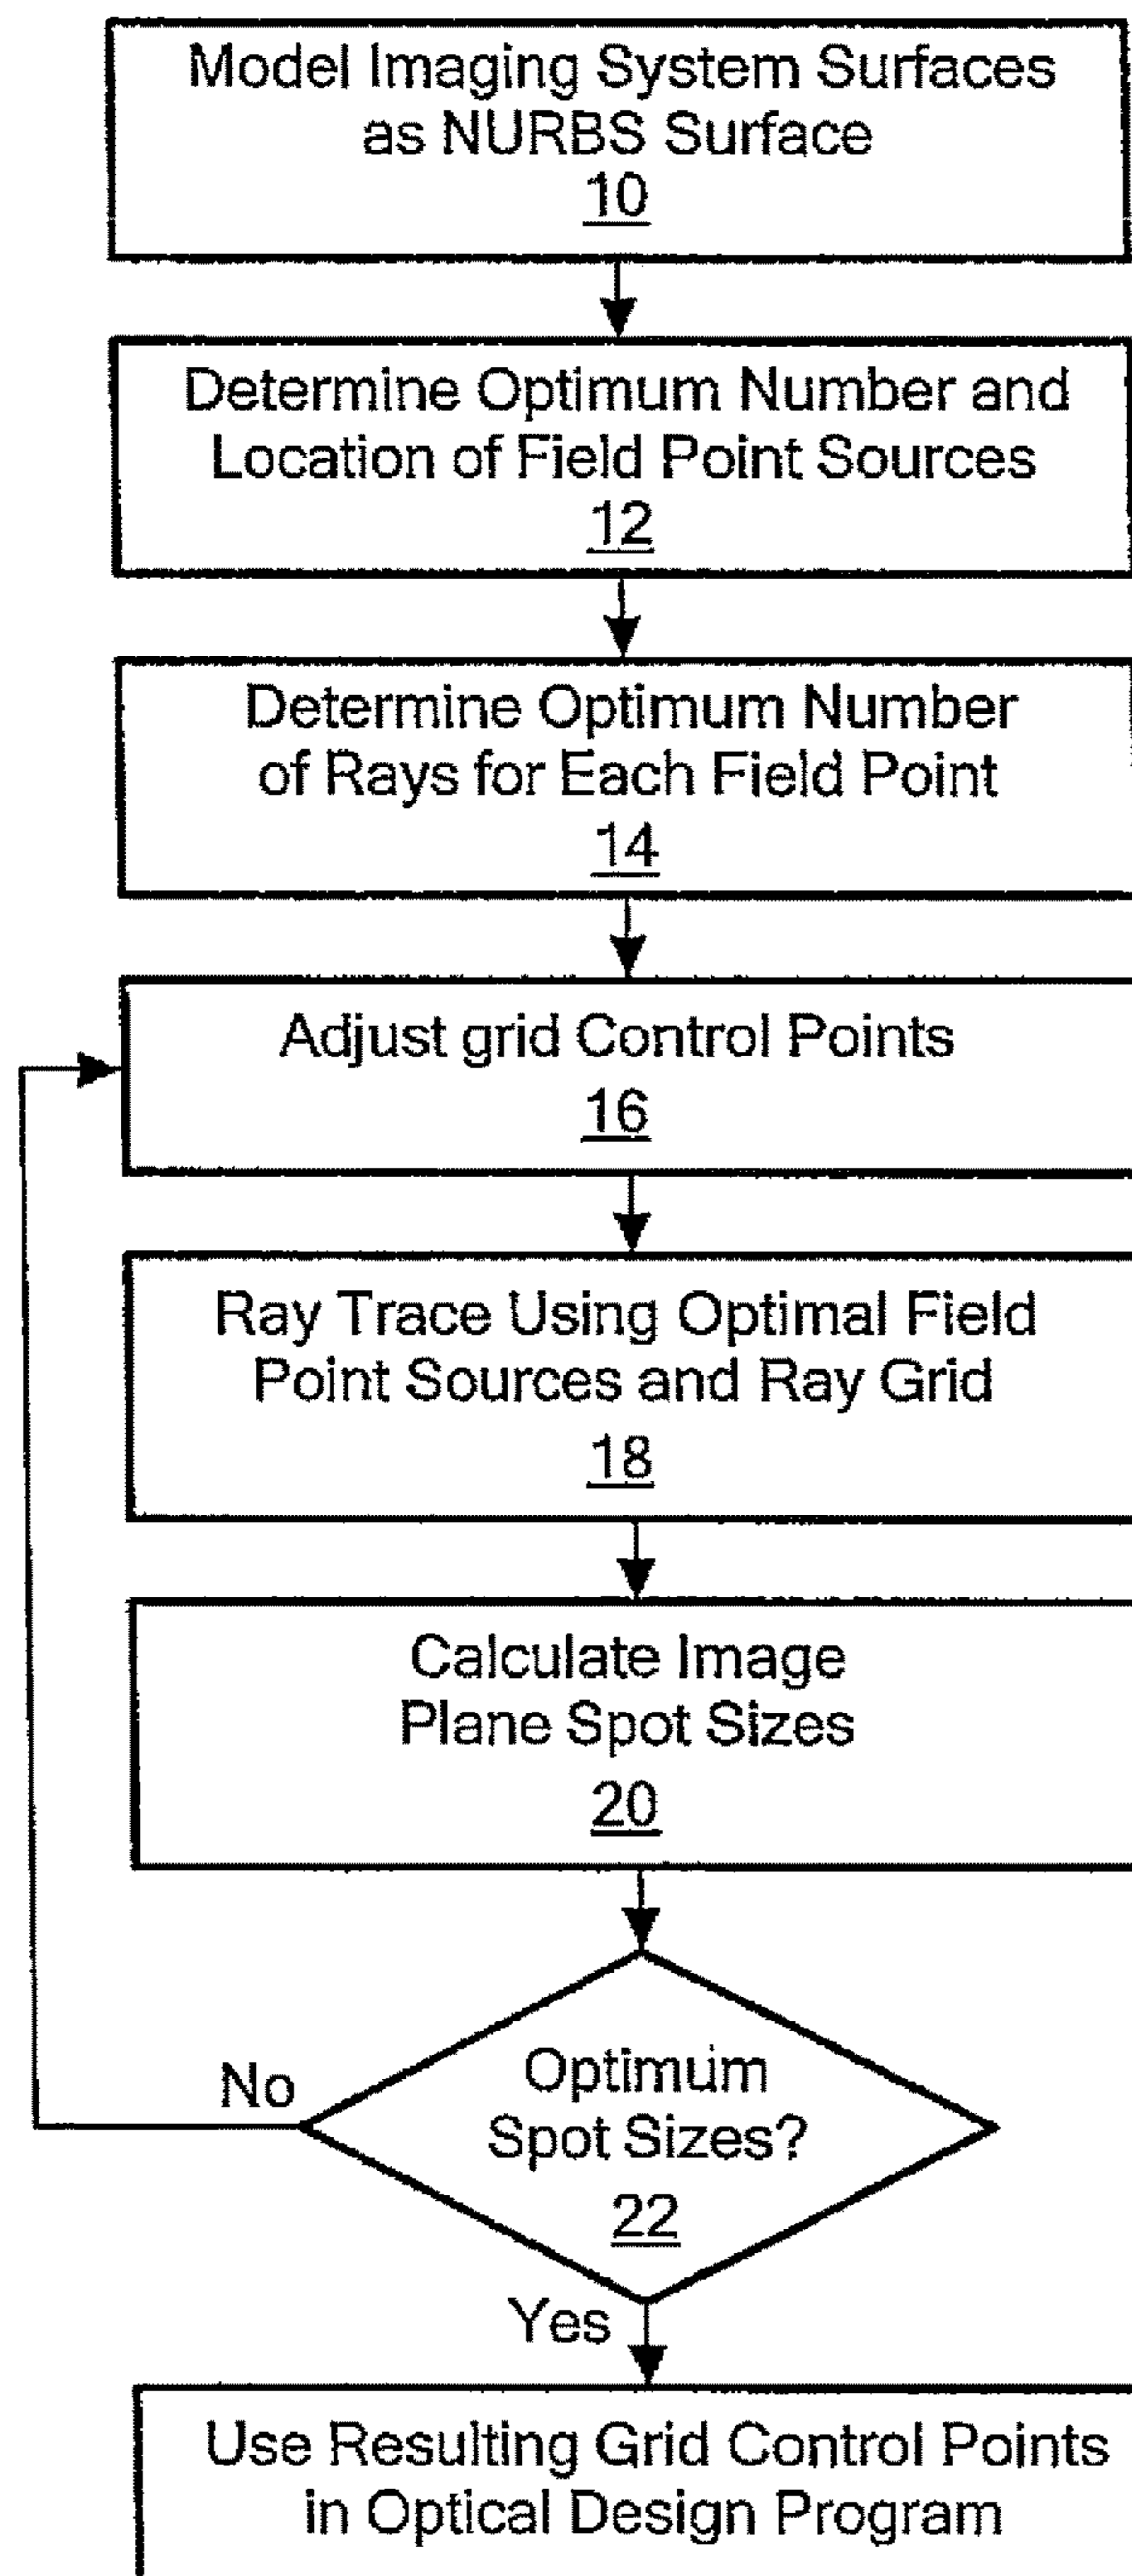 Model Imaging System Surfaces
as NURBS Surface
10
Determine Optimum Number and
Location of Field Point Sources
12
Determine Optimum Number
of Rays for Each Field Point
14
Adjust grid Control Points
16
Ray Trace Using Optimal Field
Point Sources and Ray Grid
18
Calculate Image
Plane Spot Sizes
20
No
Optimum
Spot Sizes?
22
Yes
Use Resulting Grid Control Points
in Optical Design Program